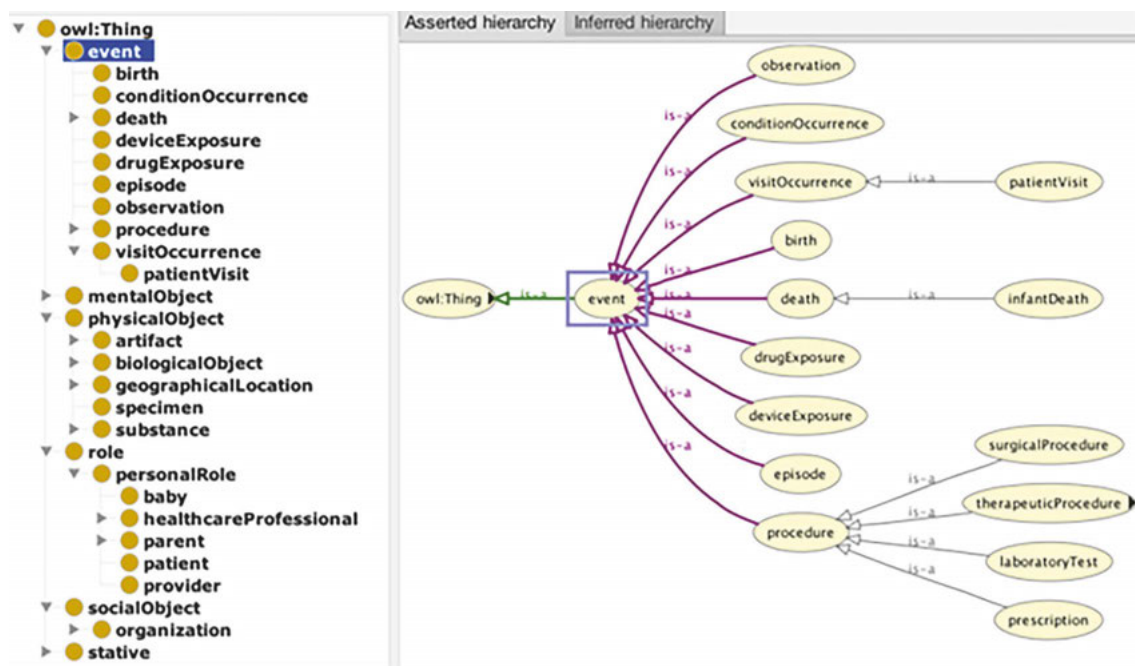 owl:Thing
event
birth
conditionOccurrence
death
deviceExposure
drugExposure
episode
observation
procedure
visitOccurrence
patientVisit
mentalObject
physicalObject
artifact
biologicalObject
geographicalLocation
specimen
substance
role
personalRole
baby
healthcareProfessional
parent
patient
provider
socialObject
organization
stative
Asserted hierarchy Inferred hierarchy
observation
is-a
conditionOccurrence
is-a
visitOccurrence is-a patientVisit
is-a
birth
is-a
owl:Thing is-a event is-a death is-a infantDeath
is-a
drugExposure
is-a
deviceExposure
is-a
episode
is-a
procedure
is-a surgicalProcedure
is-a therapeuticProcedure
is-a laboratoryTest
is-a prescription